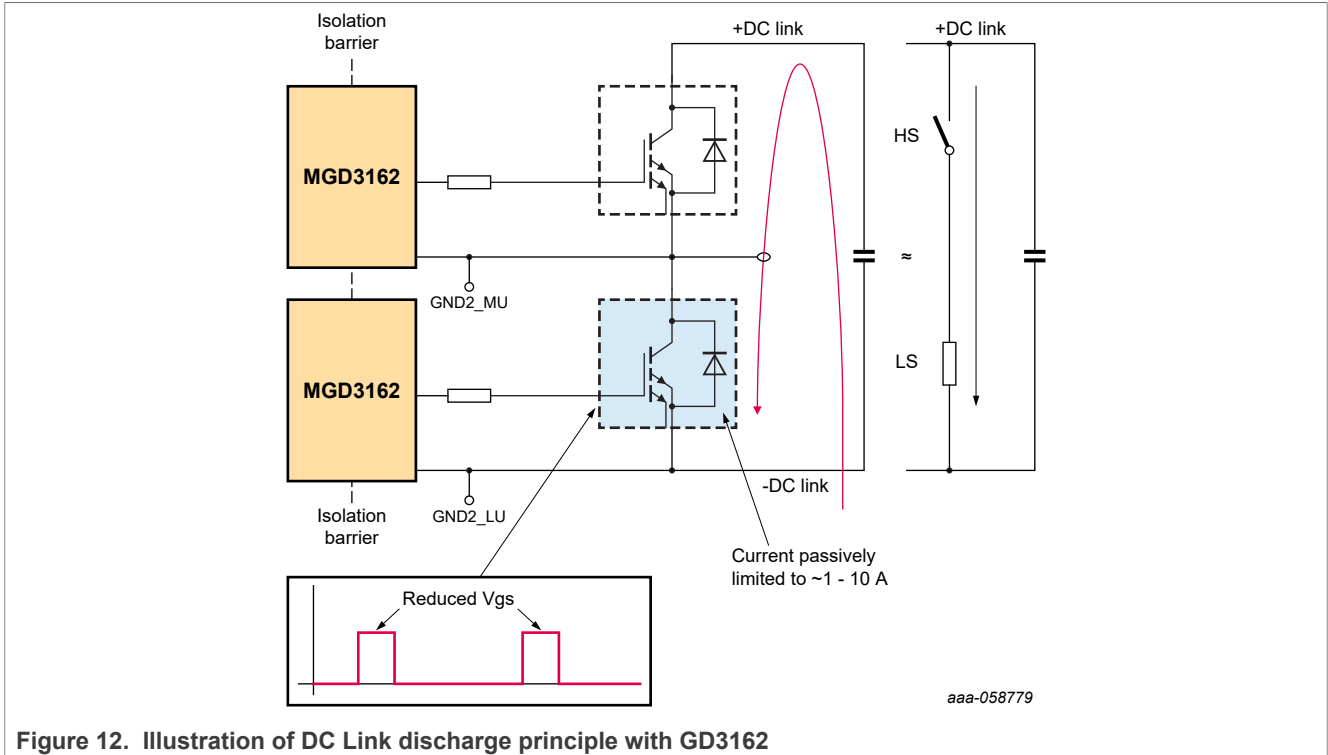 Isolation
barrier
+DC link
+DC link
MGD3162
HS
GND2_MU
≈
MGD3162
LS
-DC link
GND2_LU
Isolation
barrier
Current passively
limited to ~1 - 10 A
Reduced Vgs
aaa-058779
Figure 12. Illustration of DC Link discharge principle with GD3162